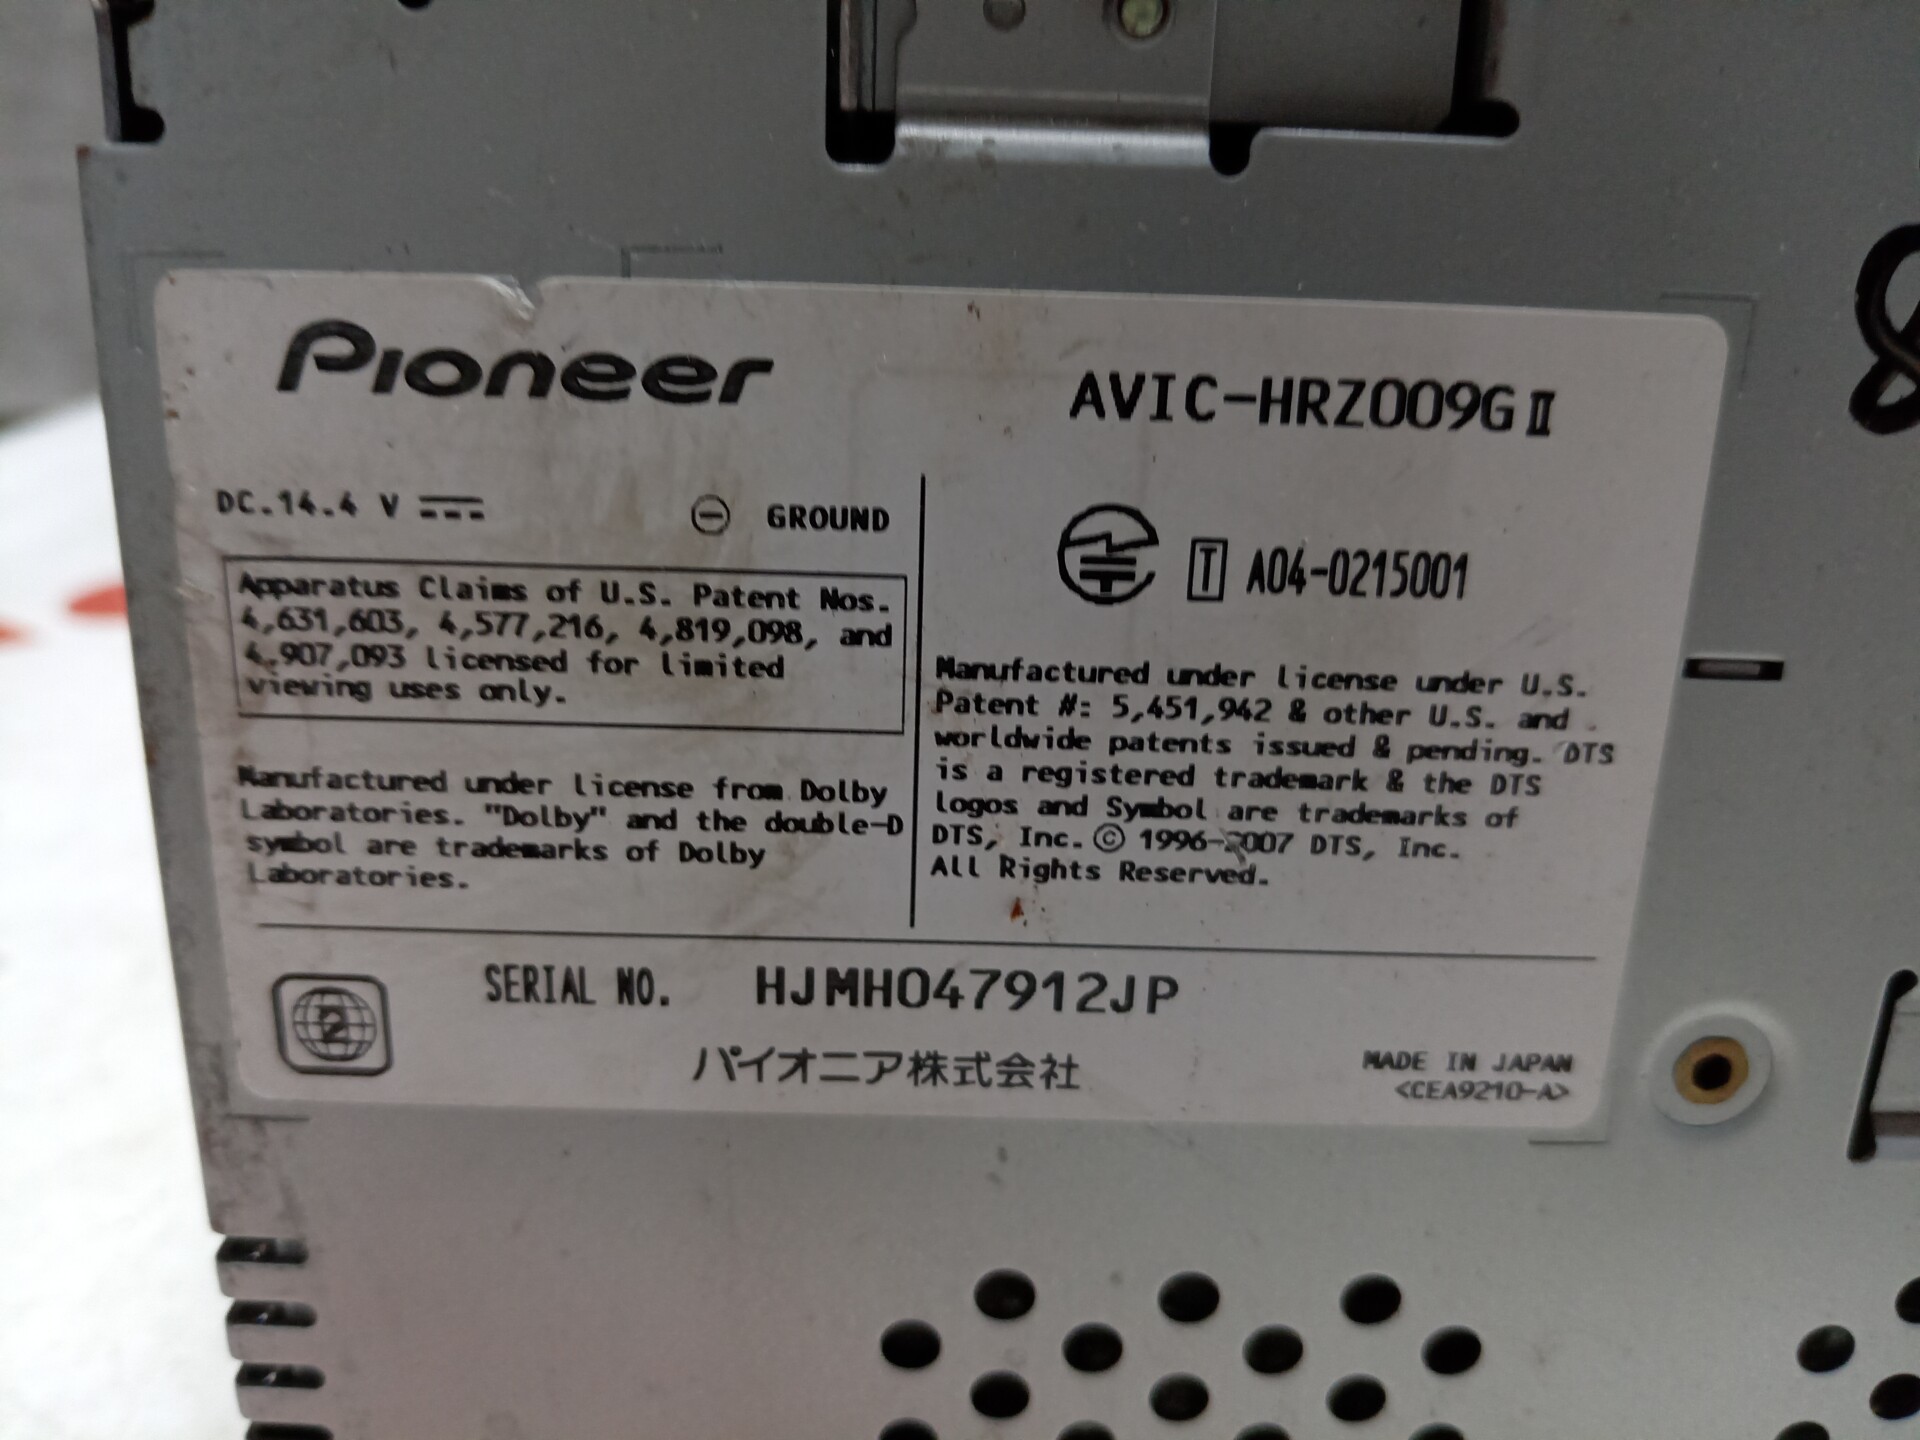 Pioneer
AVIC-HRZ009GⅡ
DC.14.4 V
GROUND
Apparatus Claims of U.S. Patent Nos.
4,631,603, 4,577,216, 4,819,098, and
4,907,093 licensed for limited
viewing uses only.
Manufactured under license from Dolby
Laboratories. "Dolby" and the double-D
symbol are trademarks of Dolby
Laboratories.
T A04-0215001
Manufactured under license under U.S.
Patent #: 5,451,942 & other U.S. and
worldwide patents issued & pending. DTS
is a registered trademark & the DTS
logos and Symbol are trademarks of
DTS, Inc. © 1996-2007 DTS, Inc.
All Rights Reserved.
2
SERIAL NO. HJMH047912JP
パイオニア株式会社
MADE IN JAPAN
<CEA9210-A>